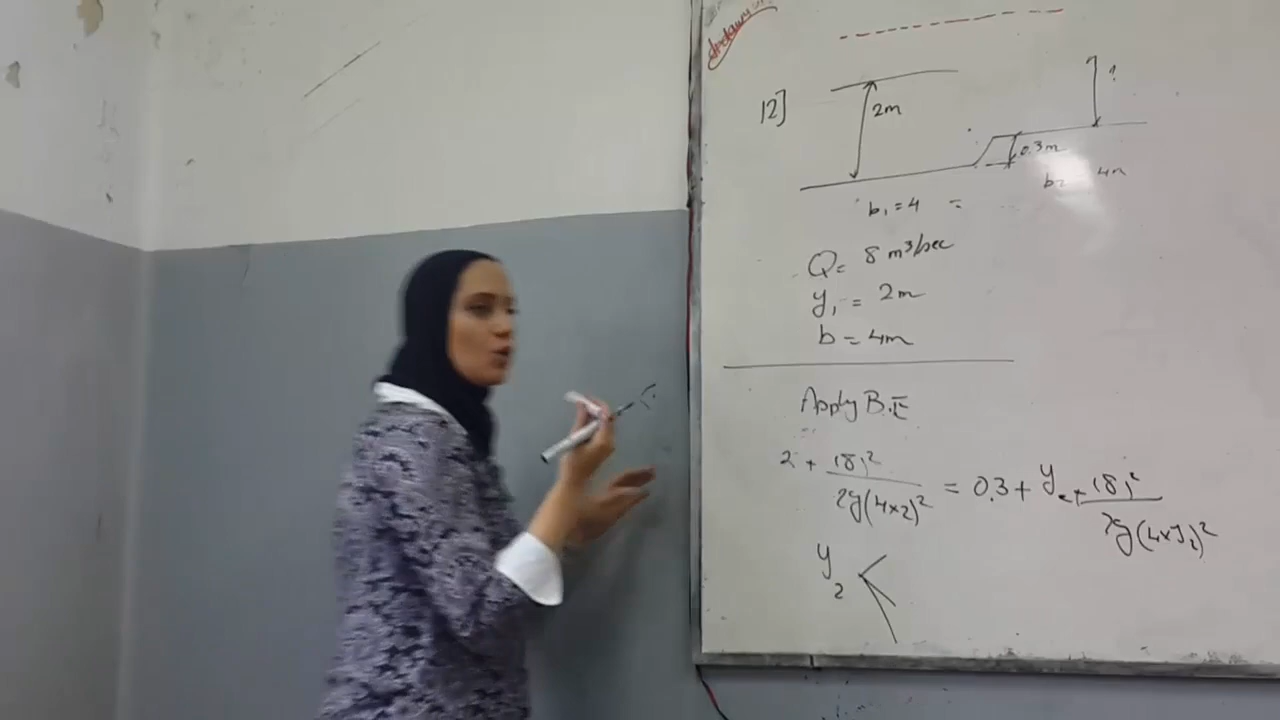 12]
2m
?
0.3m
b2 4m
b₁ = 4 =
Q = 8 m³/sec
y₁ = 2m
b = 4m
Apply B.E
2 + (8)² / 2g(4×2)² = 0.3 + y₂ + (8)² / 2g(4×y₂)²
y₂